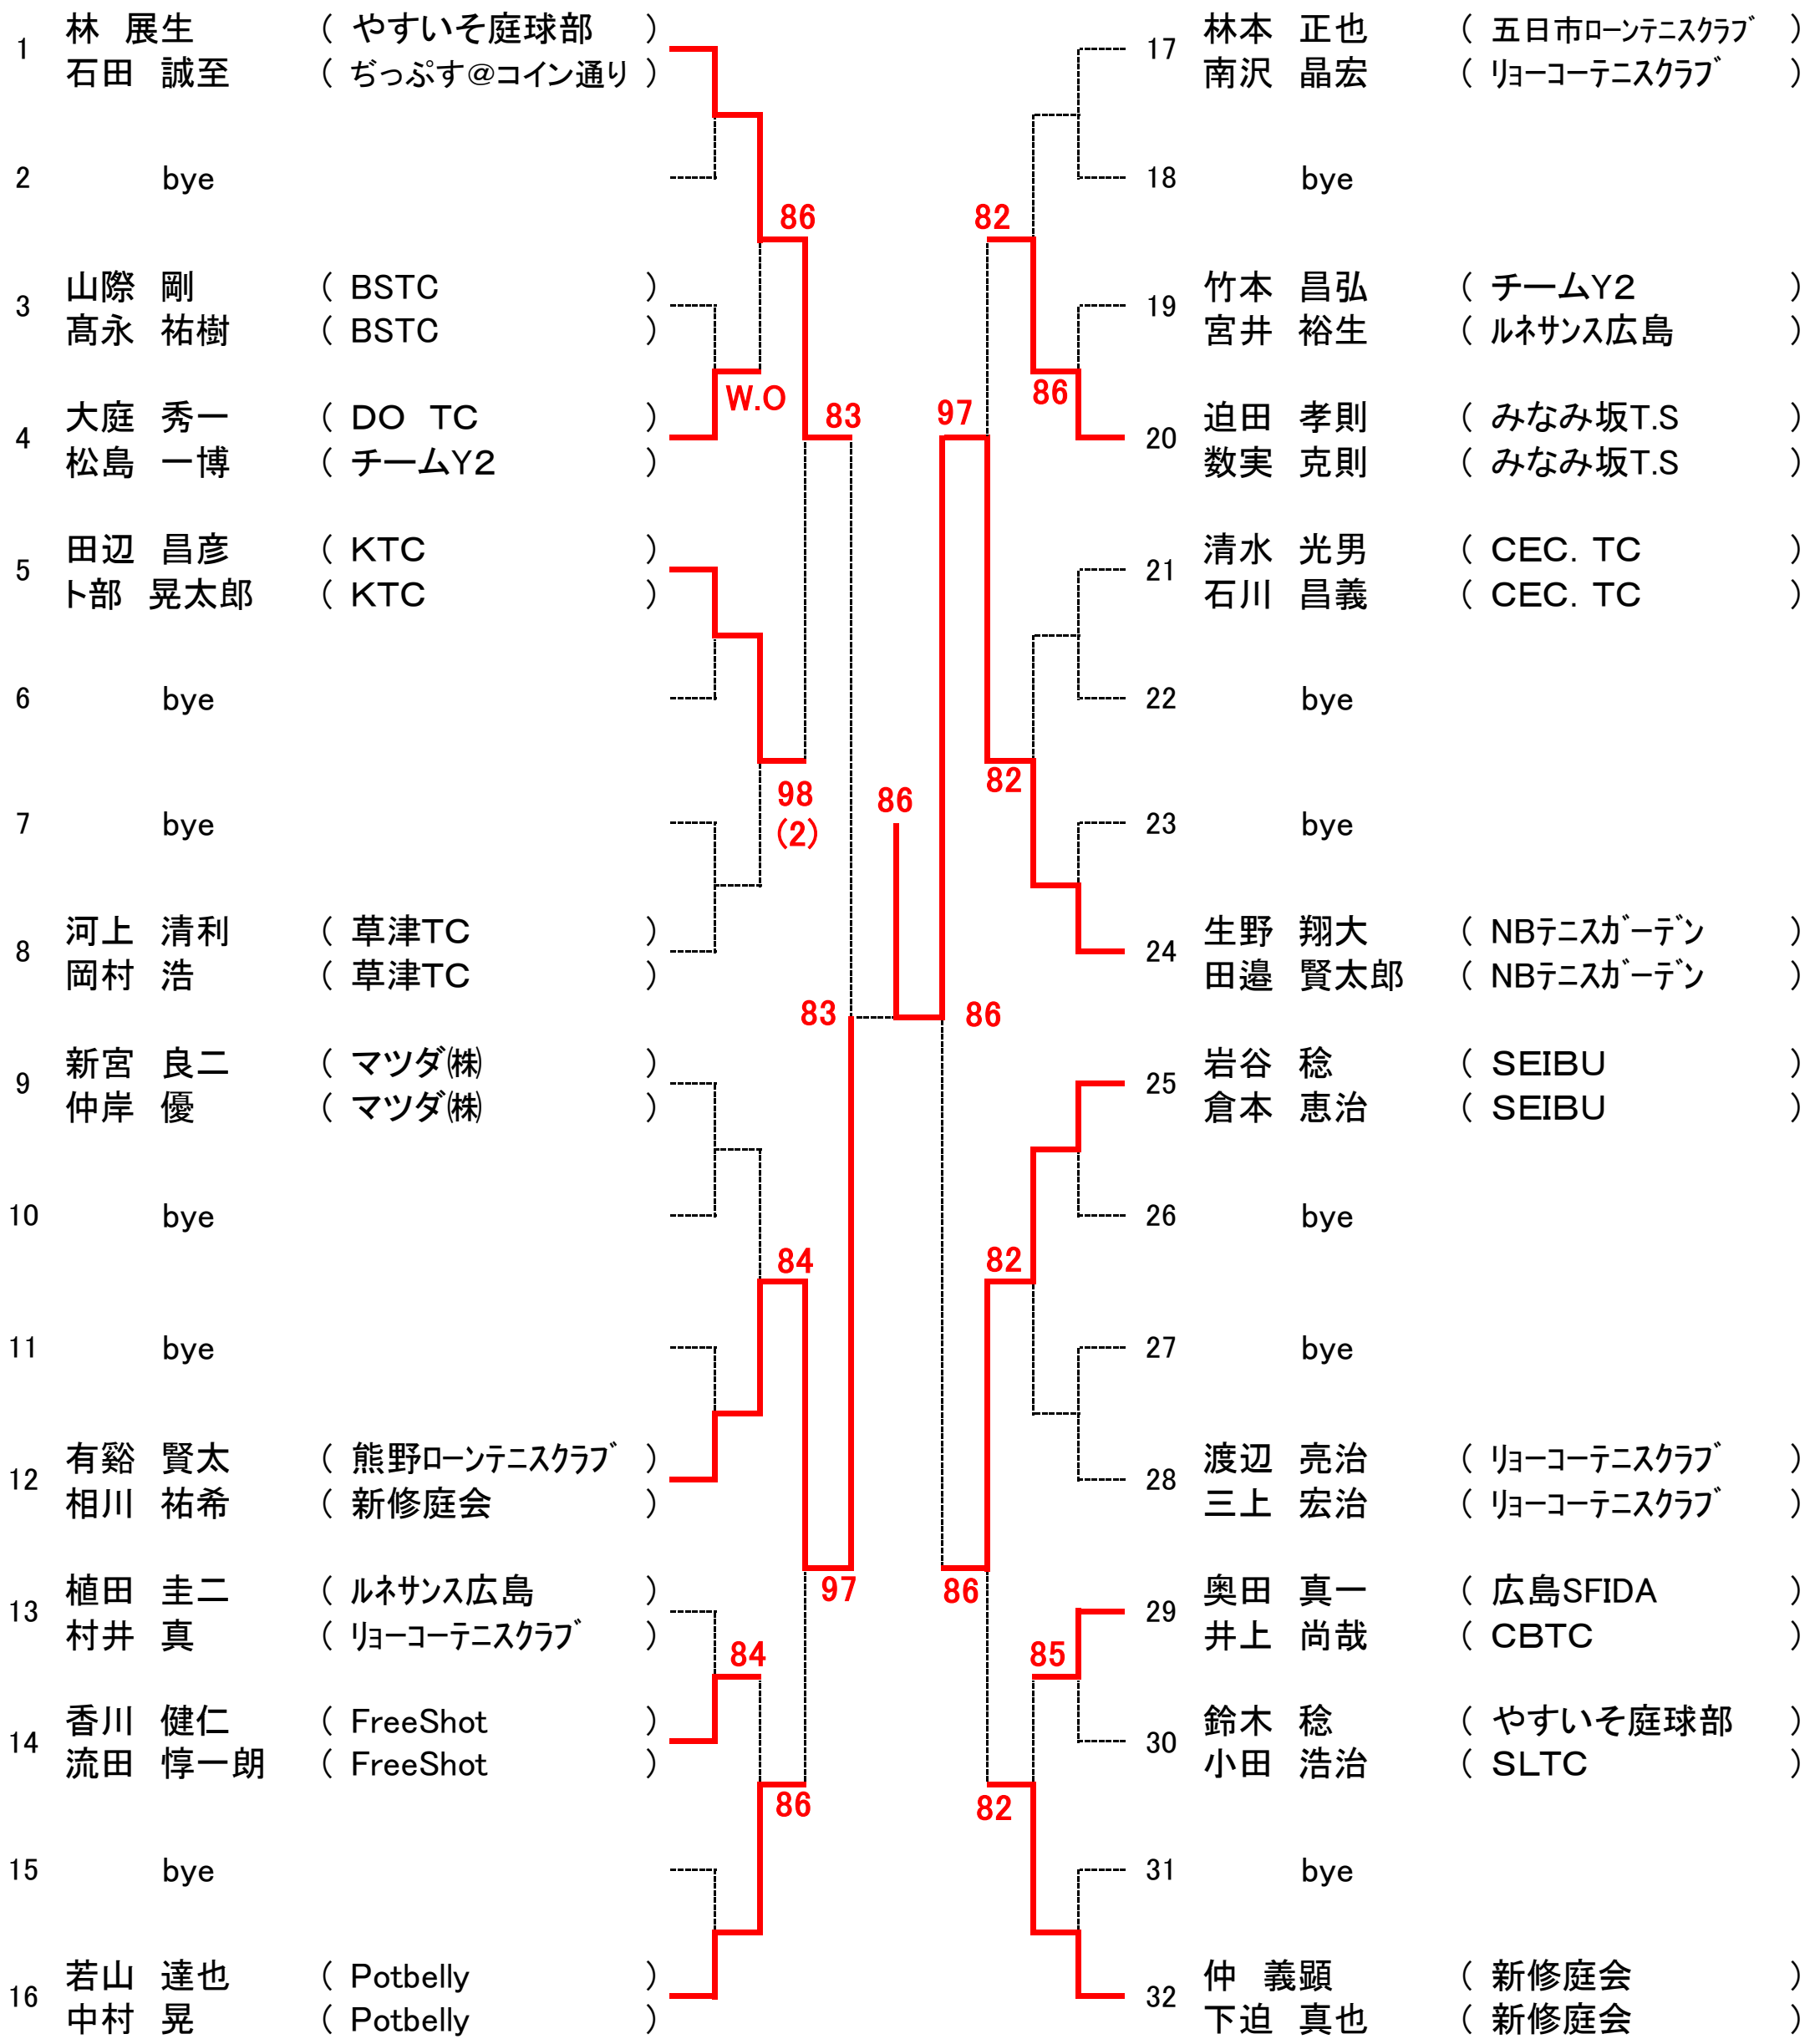 1 林 展生 ( やすいそ庭球部 )
石田 誠至 ( ぢっぷす@コイン通り )
2 bye
86
3 山際 剛 ( BSTC )
髙永 祐樹 ( BSTC )
W.O
83
4 大庭 秀一 ( DO TC )
松島 一博 ( チームY2 )
5 田辺 昌彦 ( KTC )
卜部 晃太郎 ( KTC )
6 bye
98
(2)
7 bye
8 河上 清利 ( 草津TC )
岡村 浩 ( 草津TC )
83
9 新宮 良二 ( マツダ㈱ )
仲岸 優 ( マツダ㈱ )
10 bye
84
11 bye
12 有谿 賢太 ( 熊野ﾛｰﾝﾃﾆｽｸﾗﾌﾞ )
相川 祐希 ( 新修庭会 )
97
13 植田 圭二 ( ﾙﾈｻﾝｽ広島 )
村井 真 ( ﾘｮｰｺｰﾃﾆｽｸﾗﾌﾞ )
84
14 香川 健仁 ( FreeShot )
流田 惇一朗 ( FreeShot )
86
15 bye
16 若山 達也 ( Potbelly )
中村 晃 ( Potbelly )
86
86
17 林本 正也 ( 五日市ﾛｰﾝﾃﾆｽｸﾗﾌﾞ )
南沢 晶宏 ( ﾘｮｰｺｰﾃﾆｽｸﾗﾌﾞ )
18 bye
82
19 竹本 昌弘 ( チームY2 )
宮井 裕生 ( ﾙﾈｻﾝｽ広島 )
86
97
20 迫田 孝則 ( みなみ坂T.S )
数実 克則 ( みなみ坂T.S )
21 清水 光男 ( CEC. TC )
石川 昌義 ( CEC. TC )
22 bye
82
23 bye
24 生野 翔大 ( NBﾃﾆｽｶﾞｰﾃﾞﾝ )
田邉 賢太郎 ( NBﾃﾆｽｶﾞｰﾃﾞﾝ )
25 岩谷 稔 ( SEIBU )
倉本 恵治 ( SEIBU )
26 bye
82
27 bye
28 渡辺 亮治 ( ﾘｮｰｺｰﾃﾆｽｸﾗﾌﾞ )
三上 宏治 ( ﾘｮｰｺｰﾃﾆｽｸﾗﾌﾞ )
86
29 奥田 真一 ( 広島SFIDA )
井上 尚哉 ( CBTC )
85
30 鈴木 稔 ( やすいそ庭球部 )
小田 浩治 ( SLTC )
82
31 bye
32 仲 義顕 ( 新修庭会 )
下迫 真也 ( 新修庭会 )